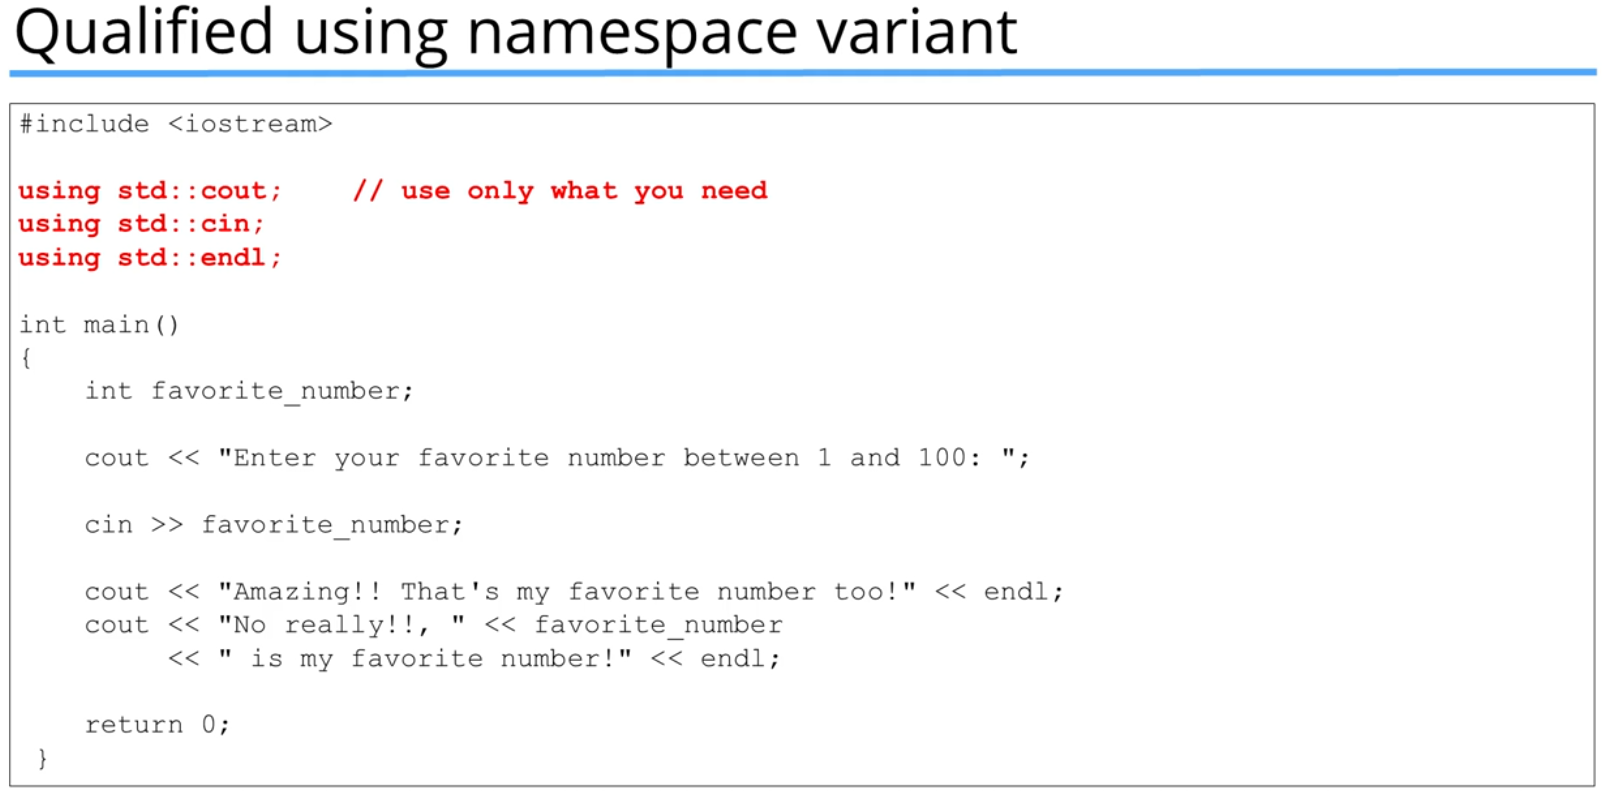 Qualified using namespace variant
#include <iostream>
using std::cout;     // use only what you need
using std::cin;
using std::endl;
int main()
{
    int favorite_number;
    cout << "Enter your favorite number between 1 and 100: ";
    cin >> favorite_number;
    cout << "Amazing!! That's my favorite number too!" << endl;
    cout << "No really!!, " << favorite_number
         << " is my favorite number!" << endl;
    return 0;
 }